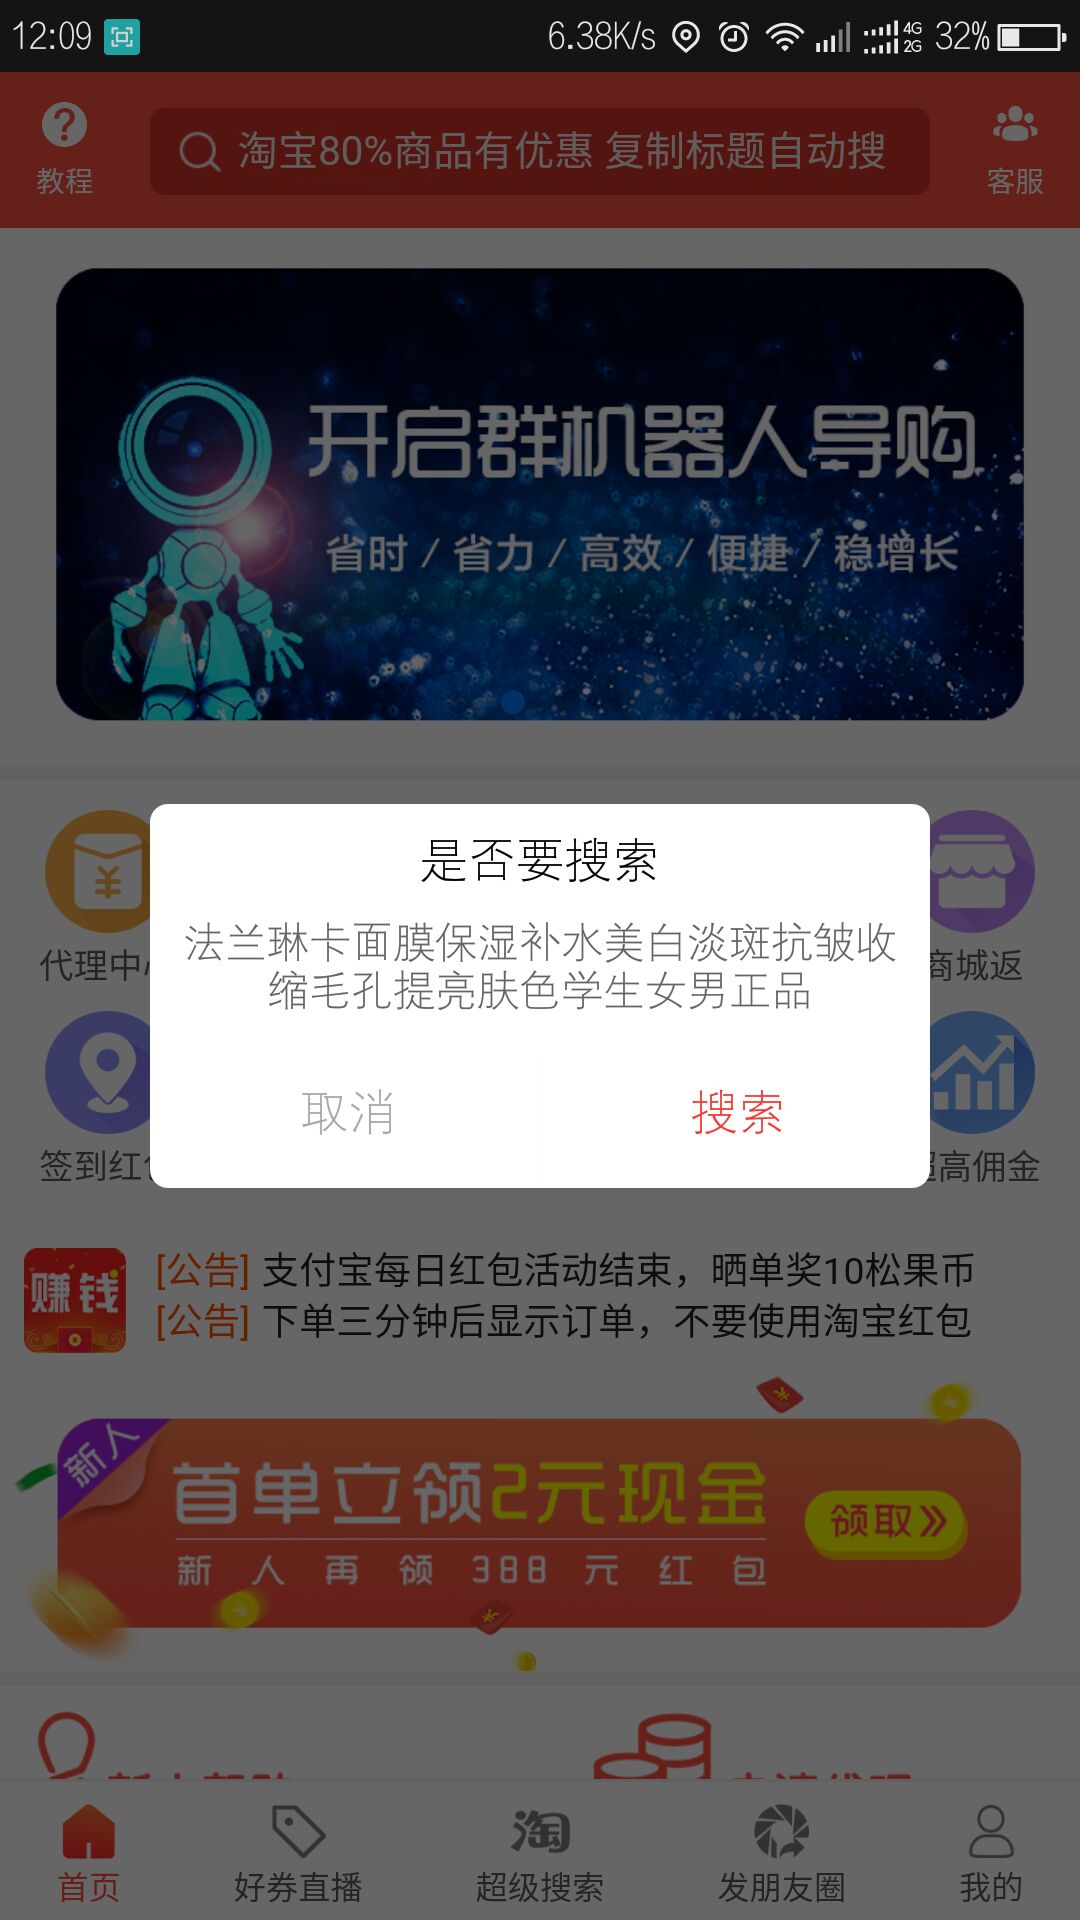 12:09
6.38K/s
4G
2G
32%
教程
淘宝80%商品有优惠 复制标题自动搜
客服
开启群机器人导购
省时 / 省力 / 高效 / 便捷 / 稳增长
是否要搜索
法兰琳卡面膜保湿补水美白淡斑抗皱收
缩毛孔提亮肤色学生女男正品
取消
搜索
代理中
商城返
签到红
超高佣金
赚钱
[公告] 支付宝每日红包活动结束，晒单奖10松果币
[公告] 下单三分钟后显示订单，不要使用淘宝红包
新人
首单立领2元现金
领取
新人再领388元红包
首页
好券直播
淘
超级搜索
发朋友圈
我的